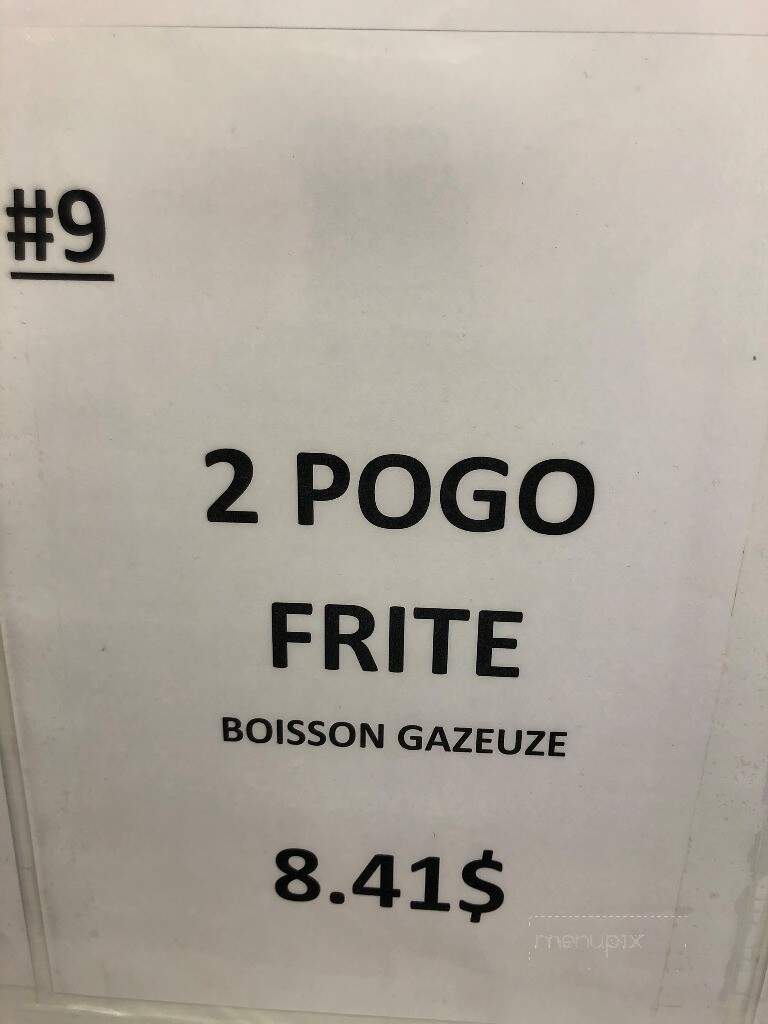 #9
2 POGO
FRITE
BOISSON GAZEUZE
8.41$
menupix